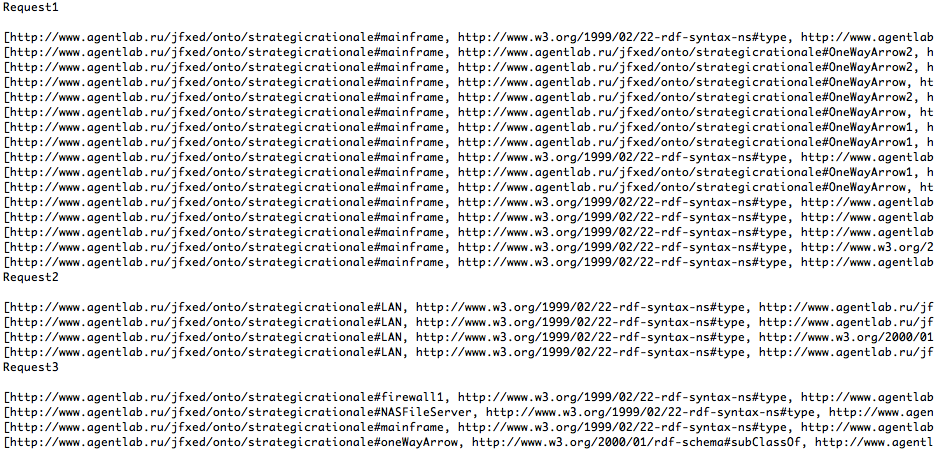 Request1
[http://www.agentlab.ru/jfxed/onto/strategicrationale#mainframe, http://www.w3.org/1999/02/22-rdf-syntax-ns#type, http://www.agentlab
[http://www.agentlab.ru/jfxed/onto/strategicrationale#mainframe, http://www.agentlab.ru/jfxed/onto/strategicrationale#OneWayArrow2, h
[http://www.agentlab.ru/jfxed/onto/strategicrationale#mainframe, http://www.agentlab.ru/jfxed/onto/strategicrationale#OneWayArrow2, h
[http://www.agentlab.ru/jfxed/onto/strategicrationale#mainframe, http://www.agentlab.ru/jfxed/onto/strategicrationale#OneWayArrow, ht
[http://www.agentlab.ru/jfxed/onto/strategicrationale#mainframe, http://www.agentlab.ru/jfxed/onto/strategicrationale#OneWayArrow2, h
[http://www.agentlab.ru/jfxed/onto/strategicrationale#mainframe, http://www.agentlab.ru/jfxed/onto/strategicrationale#OneWayArrow, ht
[http://www.agentlab.ru/jfxed/onto/strategicrationale#mainframe, http://www.agentlab.ru/jfxed/onto/strategicrationale#OneWayArrow1, h
[http://www.agentlab.ru/jfxed/onto/strategicrationale#mainframe, http://www.agentlab.ru/jfxed/onto/strategicrationale#OneWayArrow1, h
[http://www.agentlab.ru/jfxed/onto/strategicrationale#mainframe, http://www.w3.org/1999/02/22-rdf-syntax-ns#type, http://www.agentlab
[http://www.agentlab.ru/jfxed/onto/strategicrationale#mainframe, http://www.agentlab.ru/jfxed/onto/strategicrationale#OneWayArrow1, h
[http://www.agentlab.ru/jfxed/onto/strategicrationale#mainframe, http://www.agentlab.ru/jfxed/onto/strategicrationale#OneWayArrow, ht
[http://www.agentlab.ru/jfxed/onto/strategicrationale#mainframe, http://www.w3.org/1999/02/22-rdf-syntax-ns#type, http://www.agentlab
[http://www.agentlab.ru/jfxed/onto/strategicrationale#mainframe, http://www.w3.org/1999/02/22-rdf-syntax-ns#type, http://www.agentlab
[http://www.agentlab.ru/jfxed/onto/strategicrationale#mainframe, http://www.w3.org/1999/02/22-rdf-syntax-ns#type, http://www.agentlab
[http://www.agentlab.ru/jfxed/onto/strategicrationale#mainframe, http://www.w3.org/1999/02/22-rdf-syntax-ns#type, http://www.w3.org/2
[http://www.agentlab.ru/jfxed/onto/strategicrationale#mainframe, http://www.w3.org/1999/02/22-rdf-syntax-ns#type, http://www.agentlab
Request2
[http://www.agentlab.ru/jfxed/onto/strategicrationale#LAN, http://www.w3.org/1999/02/22-rdf-syntax-ns#type, http://www.agentlab.ru/jf
[http://www.agentlab.ru/jfxed/onto/strategicrationale#LAN, http://www.w3.org/1999/02/22-rdf-syntax-ns#type, http://www.agentlab.ru/jf
[http://www.agentlab.ru/jfxed/onto/strategicrationale#LAN, http://www.w3.org/1999/02/22-rdf-syntax-ns#type, http://www.w3.org/2000/01
[http://www.agentlab.ru/jfxed/onto/strategicrationale#LAN, http://www.w3.org/1999/02/22-rdf-syntax-ns#type, http://www.agentlab.ru/jf
Request3
[http://www.agentlab.ru/jfxed/onto/strategicrationale#firewall1, http://www.w3.org/1999/02/22-rdf-syntax-ns#type, http://www.agentlab
[http://www.agentlab.ru/jfxed/onto/strategicrationale#NASFileServer, http://www.w3.org/1999/02/22-rdf-syntax-ns#type, http://www.agen
[http://www.agentlab.ru/jfxed/onto/strategicrationale#mainframe, http://www.w3.org/1999/02/22-rdf-syntax-ns#type, http://www.agentlab
[http://www.agentlab.ru/jfxed/onto/strategicrationale#oneWayArrow, http://www.w3.org/2000/01/rdf-schema#subClassOf, http://www.agentl